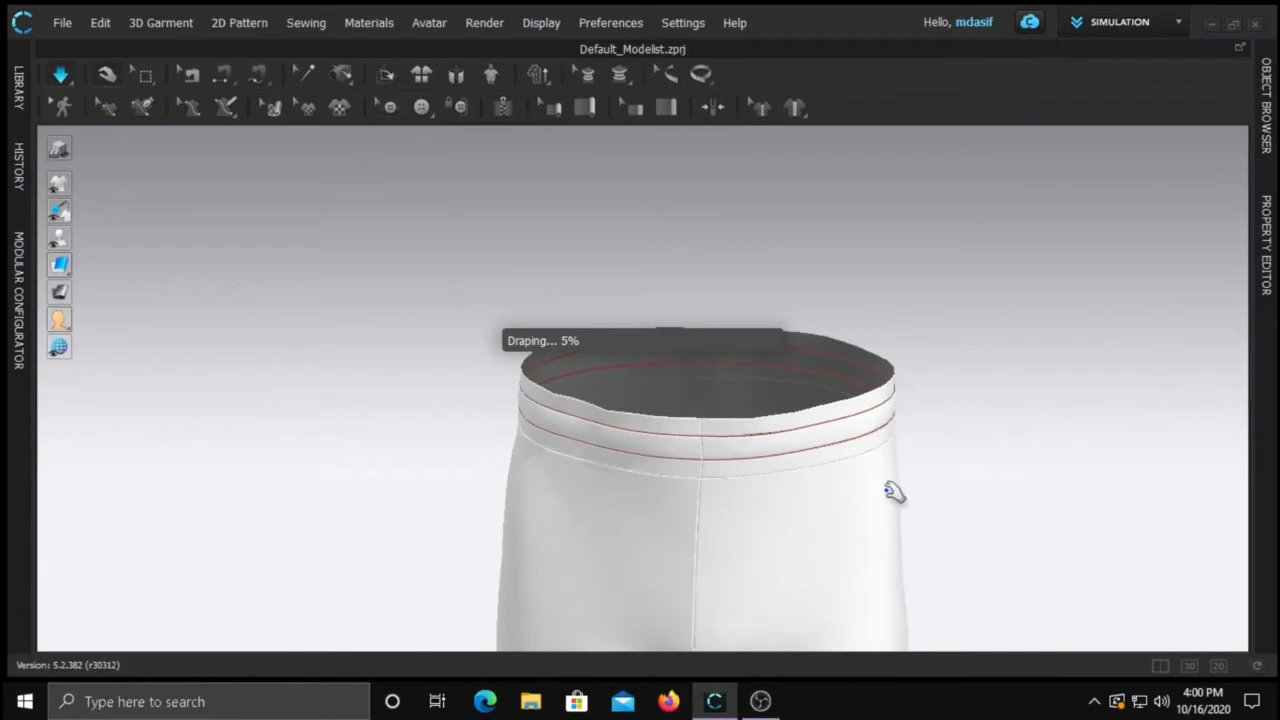 File Edit 3D Garment 2D Pattern Sewing Materials Avatar Render Display Preferences Settings Help Hello, mdasif SIMULATION
Default_Modelist.zprj
LIBRARY
HISTORY
MODULAR CONFIGURATOR
OBJECT BROWSER
PROPERTY EDITOR
Draping... 5%
Version: 5.2.382 (r30312)
3D 2D
Type here to search
4:00 PM
10/16/2020